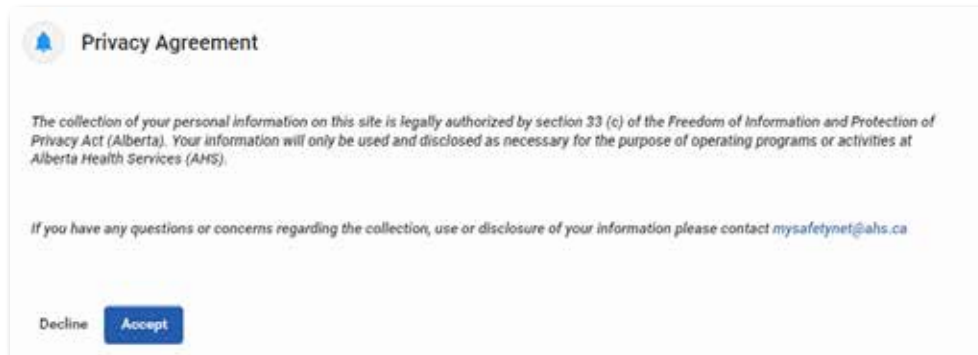 Privacy Agreement
The collection of your personal information on this site is legally authorized by section 33 (c) of the Freedom of Information and Protection of
Privacy Act (Alberta). Your information will only be used and disclosed as necessary for the purpose of operating programs or activities at
Alberta Health Services (AHS).
If you have any questions or concerns regarding the collection, use or disclosure of your information please contact mysafetynet@ahs.ca
Decline Accept